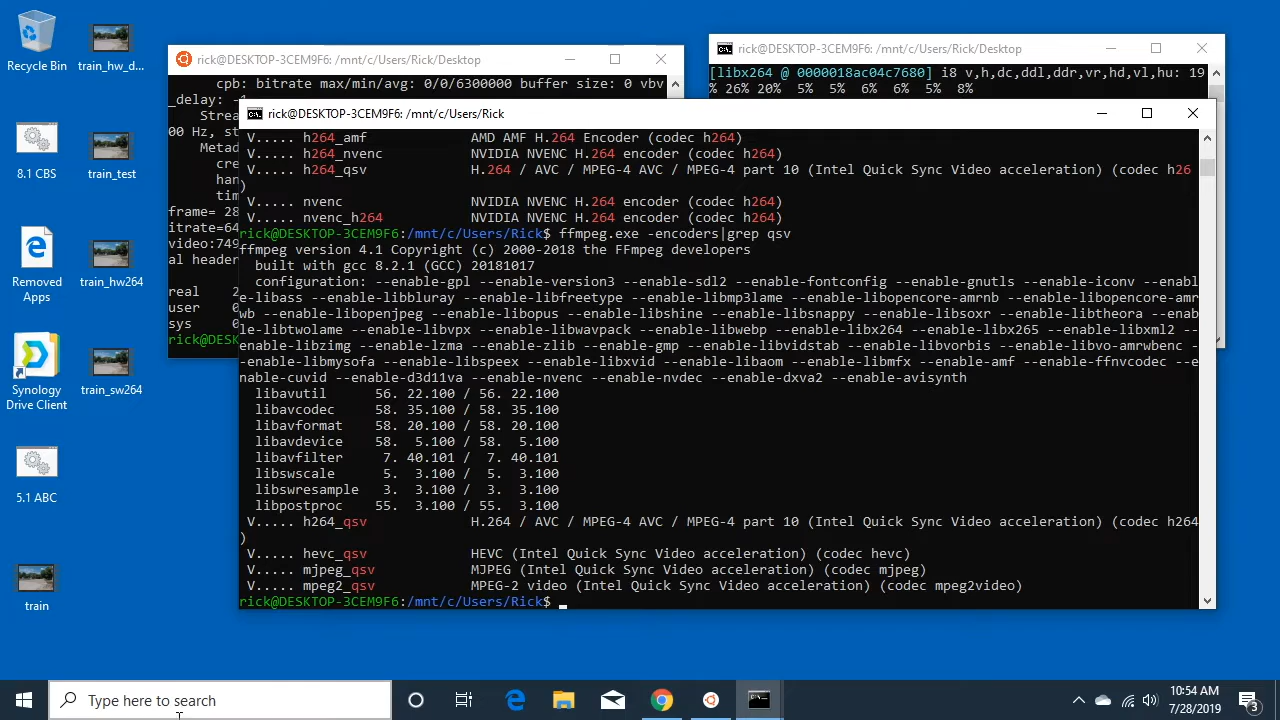 Recycle Bin
train_hw_d...
8.1 CBS
train_test
Removed
Apps
train_hw264
Synology
Drive Client
train_sw264
5.1 ABC
train
rick@DESKTOP-3CEM9F6: /mnt/c/Users/Rick/Desktop
cpb: bitrate max/min/avg: 0/0/6300000 buffer size: 0 vbv
_delay: -1
Strea
00 Hz, st
Metad
cre
han
tim
frame= 28
itrate=64
video:749
al header
real 2
user 0
sys 0
rick@DESK
rick@DESKTOP-3CEM9F6: /mnt/c/Users/Rick/Desktop
[libx264 @ 0000018ac04c7680] i8 v,h,dc,ddl,ddr,vr,hd,vl,hu: 19
% 26% 20% 5% 5% 6% 6% 5% 8%
rick@DESKTOP-3CEM9F6: /mnt/c/Users/Rick
V..... h264_amf AMD AMF H.264 Encoder (codec h264)
V..... h264_nvenc NVIDIA NVENC H.264 encoder (codec h264)
V..... h264_qsv H.264 / AVC / MPEG-4 AVC / MPEG-4 part 10 (Intel Quick Sync Video acceleration) (codec h26
)
V..... nvenc NVIDIA NVENC H.264 encoder (codec h264)
V..... nvenc_h264 NVIDIA NVENC H.264 encoder (codec h264)
rick@DESKTOP-3CEM9F6:/mnt/c/Users/Rick$ ffmpeg.exe -encoders|grep qsv
ffmpeg version 4.1 Copyright (c) 2000-2018 the FFmpeg developers
built with gcc 8.2.1 (GCC) 20181017
configuration: --enable-gpl --enable-version3 --enable-sdl2 --enable-fontconfig --enable-gnutls --enable-iconv --enabl
e-libass --enable-libbluray --enable-libfreetype --enable-libmp3lame --enable-libopencore-amrnb --enable-libopencore-amr
wb --enable-libopenjpeg --enable-libopus --enable-libshine --enable-libsnappy --enable-libsoxr --enable-libtheora --enab
le-libtwolame --enable-libvpx --enable-libwavpack --enable-libwebp --enable-libx264 --enable-libx265 --enable-libxml2 --
enable-libzimg --enable-lzma --enable-zlib --enable-gmp --enable-libvidstab --enable-libvorbis --enable-libvo-amrwbenc -
-enable-libmysofa --enable-libspeex --enable-libxvid --enable-libaom --enable-libmfx --enable-amf --enable-ffnvcodec --e
nable-cuvid --enable-d3d11va --enable-nvenc --enable-nvdec --enable-dxva2 --enable-avisynth
libavutil 56. 22.100 / 56. 22.100
libavcodec 58. 35.100 / 58. 35.100
libavformat 58. 20.100 / 58. 20.100
libavdevice 58. 5.100 / 58. 5.100
libavfilter 7. 40.101 / 7. 40.101
libswscale 5. 3.100 / 5. 3.100
libswresample 3. 3.100 / 3. 3.100
libpostproc 55. 3.100 / 55. 3.100
V..... h264_qsv H.264 / AVC / MPEG-4 AVC / MPEG-4 part 10 (Intel Quick Sync Video acceleration) (codec h264
)
V..... hevc_qsv HEVC (Intel Quick Sync Video acceleration) (codec hevc)
V..... mjpeg_qsv MJPEG (Intel Quick Sync Video acceleration) (codec mjpeg)
V..... mpeg2_qsv MPEG-2 video (Intel Quick Sync Video acceleration) (codec mpeg2video)
rick@DESKTOP-3CEM9F6:/mnt/c/Users/Rick$
Type here to search
10:54 AM
7/28/2019
3